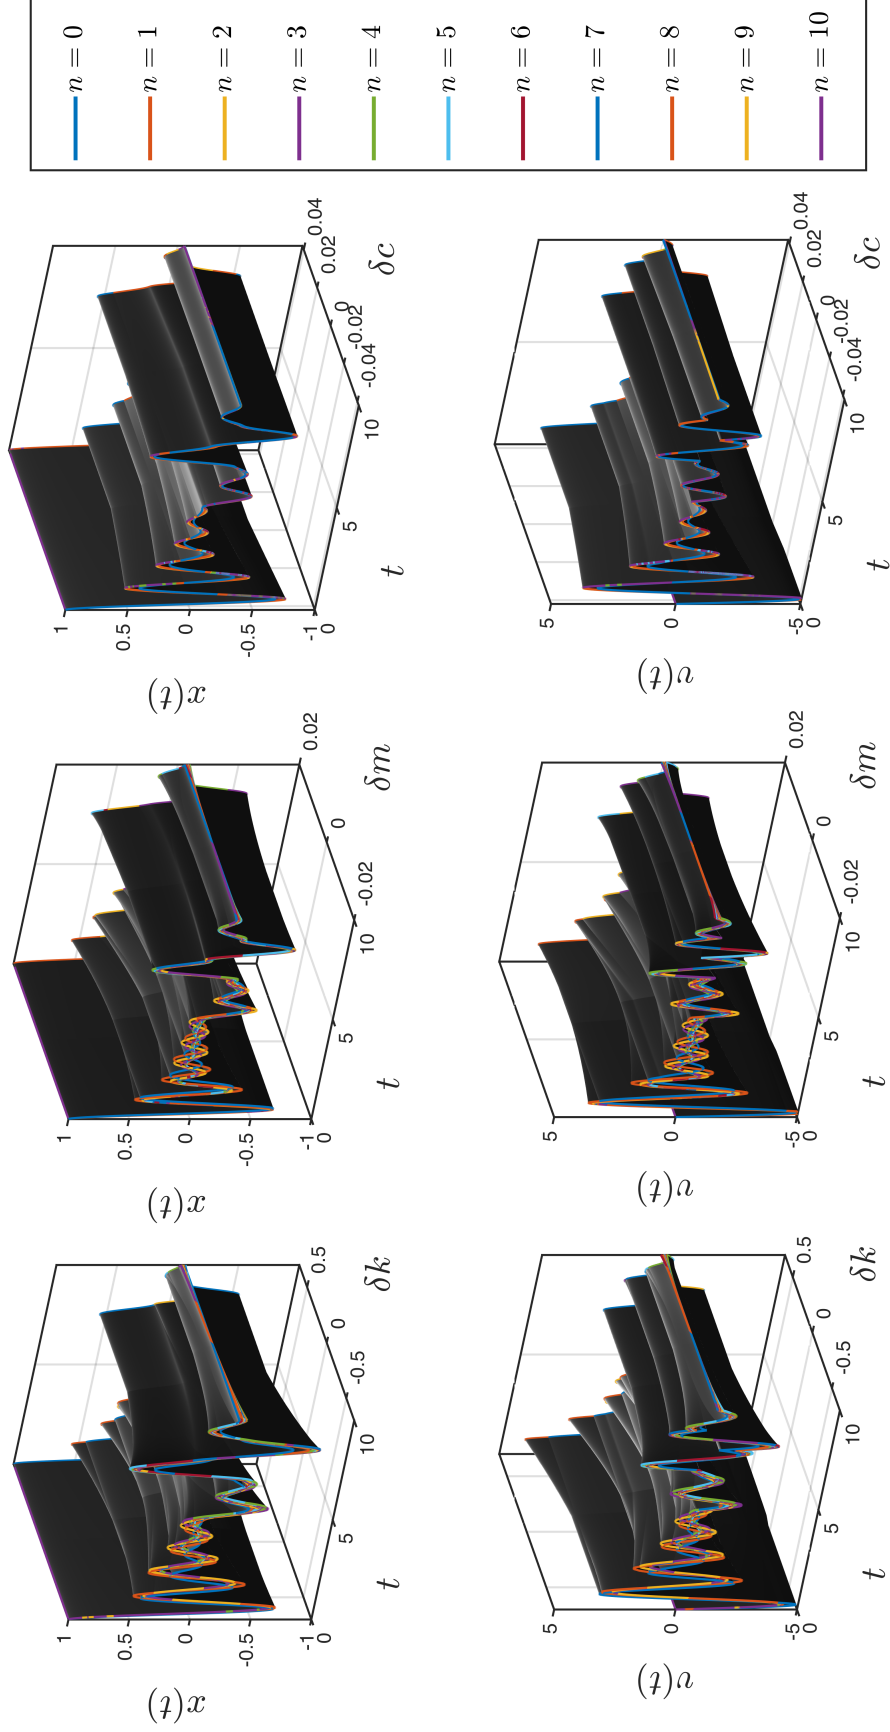 n = 0
n = 1
n = 2
n = 3
n = 4
n = 5
n = 6
n = 7
n = 8
n = 9
n = 10
x(t)
1
0.5
0
-0.5
-1
0
5
10
t
-0.5
0
0.5
δk
x(t)
1
0.5
0
-0.5
-1
0
5
10
t
-0.02
0
0.02
δm
x(t)
1
0.5
0
-0.5
-1
0
5
10
t
-0.04
-0.02
0
0.02
0.04
δc
v(t)
5
0
-5
0
5
10
t
-0.5
0
0.5
δk
v(t)
5
0
-5
0
5
10
t
-0.02
0
0.02
δm
v(t)
5
0
-5
0
5
10
t
-0.04
-0.02
0
0.02
0.04
δc